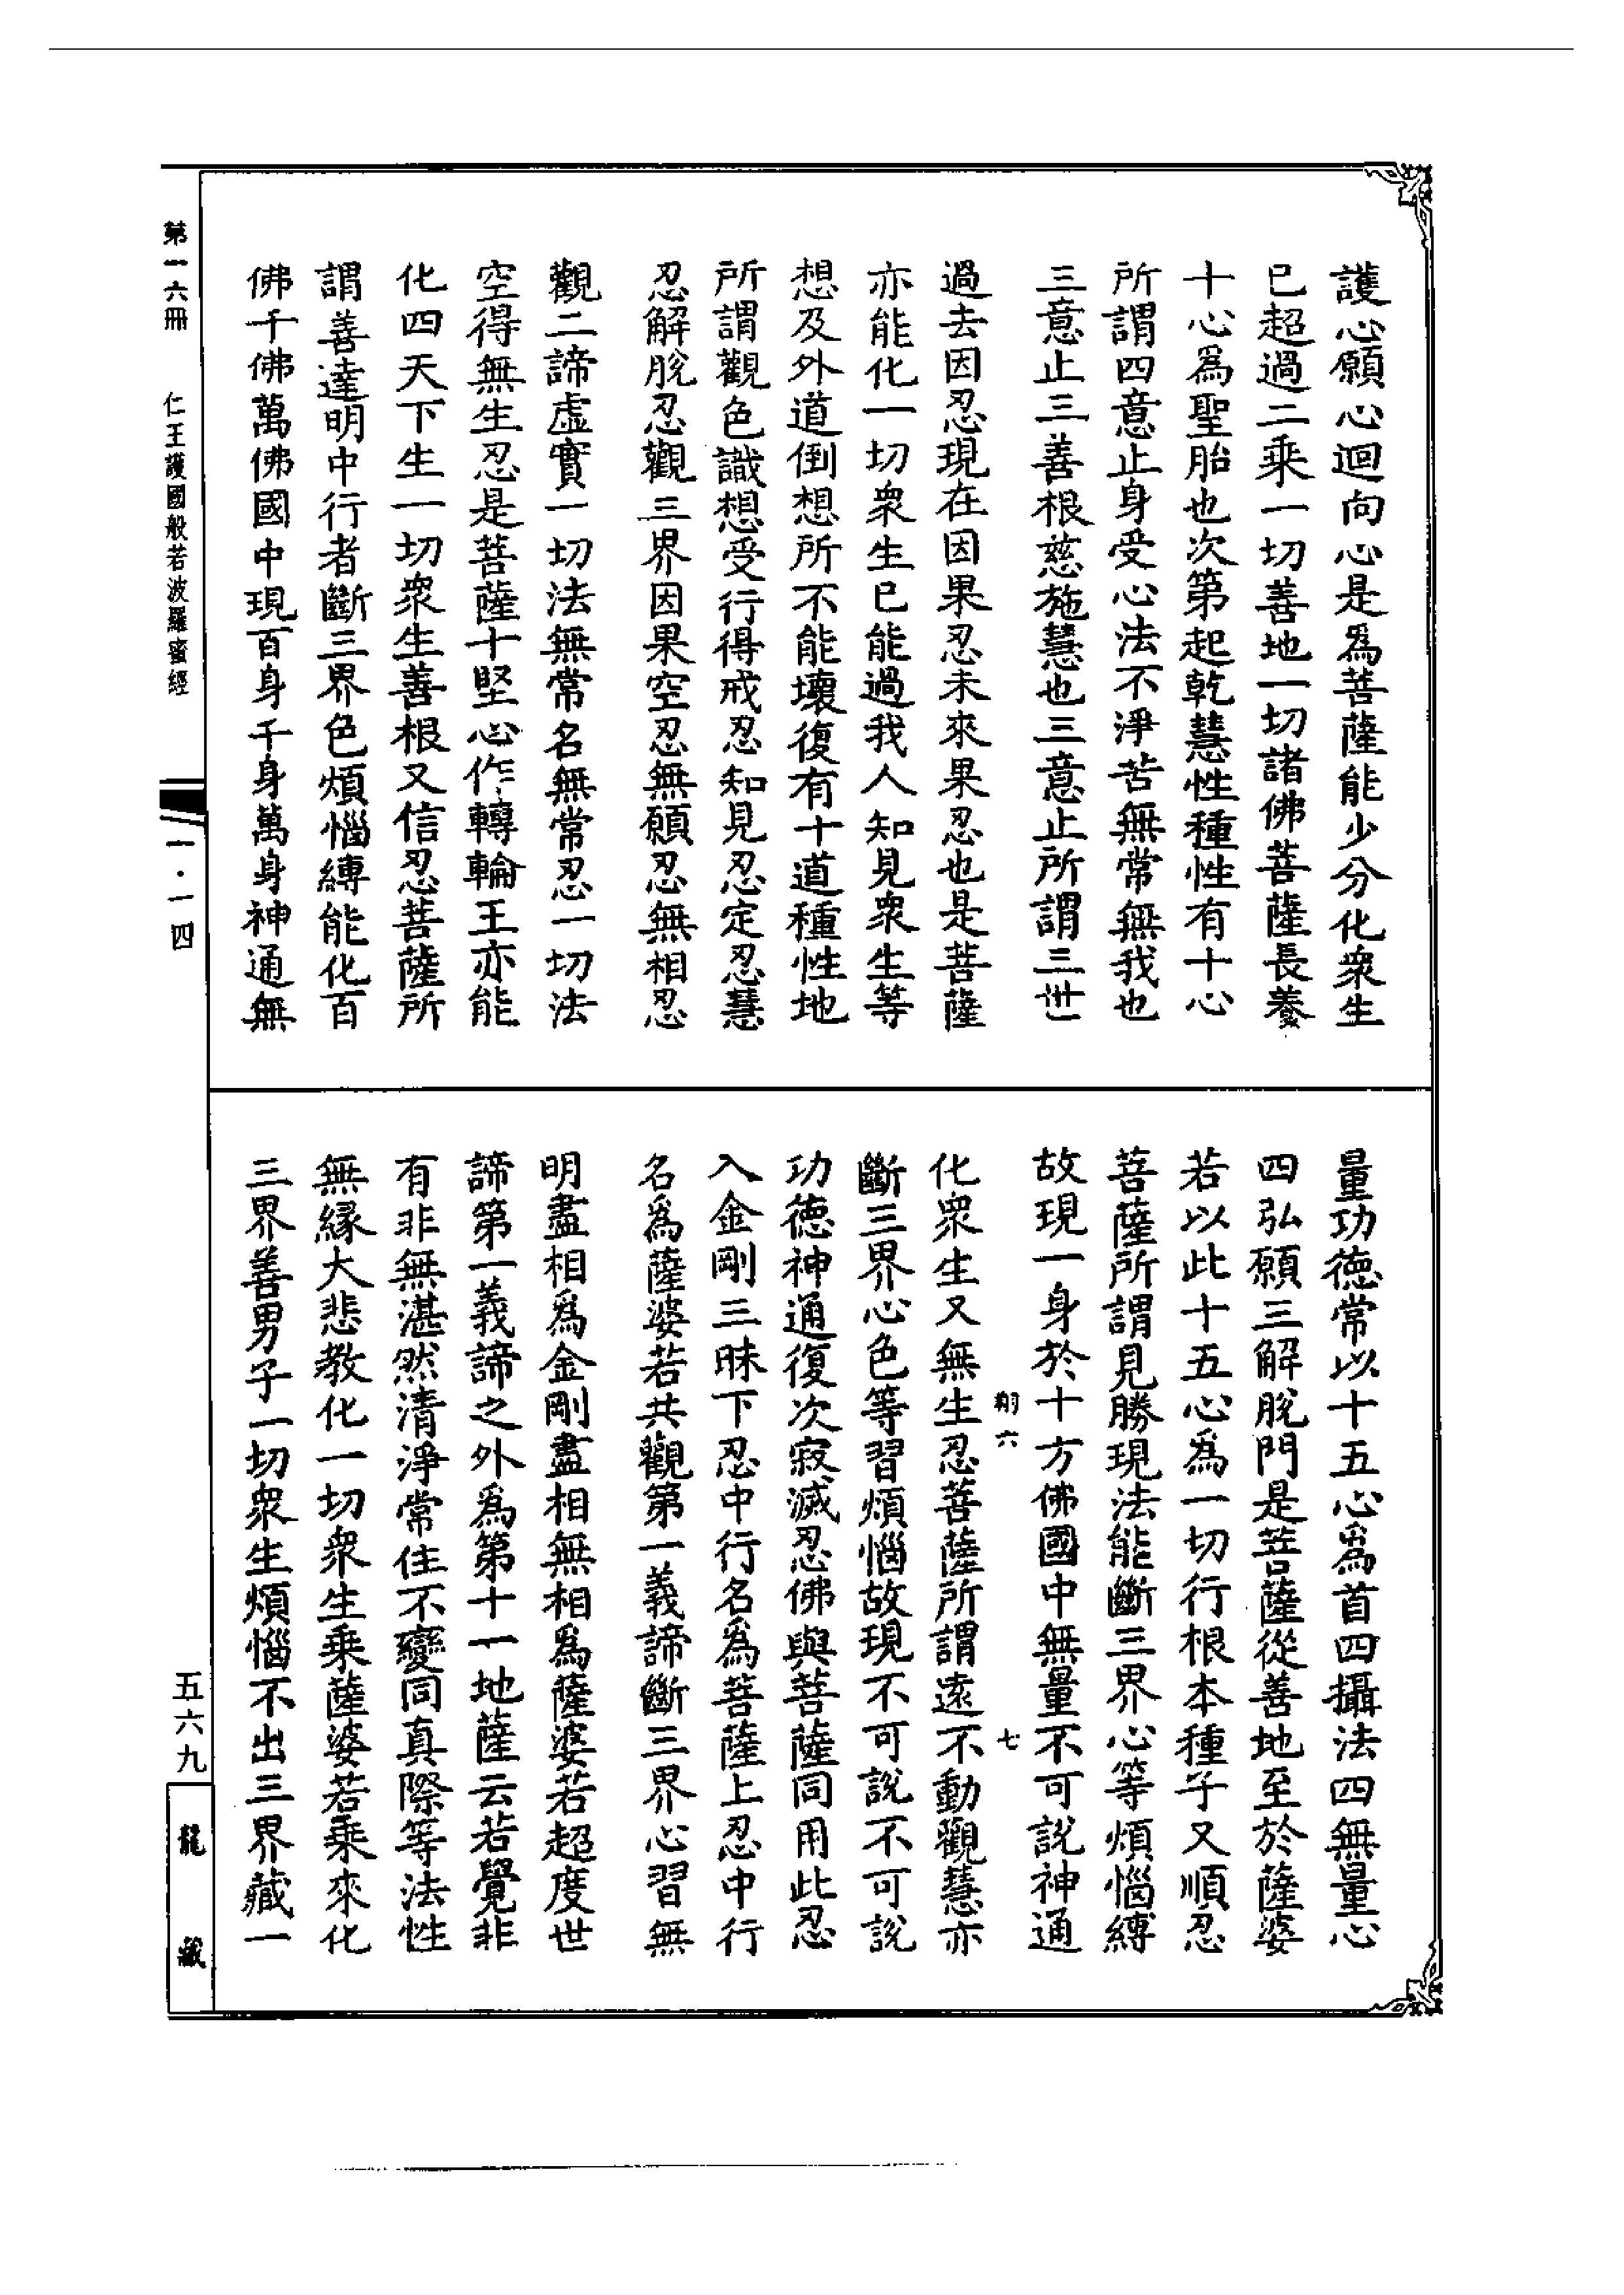 護心願心迴向心是爲菩薩能少分化衆生
已超過二乘一切善地一切諸佛菩薩長養
十心爲聖胎也次第起乾慧性種性有十心
所謂四意止身受心法不淨苦無常無我也
三意止三善根慈施慧也三意止所謂三世
過去因忍現在因果忍未來果忍也是菩薩
亦能化一切衆生已能過我人知見衆生等
想及外道倒想所不能壞復有十道種性地
所謂觀色識想受行得戒忍知見忍定忍慧
忍解脫忍觀三界因果空忍無願忍無相忍
觀二諦虛實一切法無常名無常忍一切法
空得無生忍是菩薩十堅心作轉輪王亦能
化四天下生一切衆生善根又信忍菩薩所
謂善達明中行者斷三界色煩惱縛能化百
佛千佛萬佛國中現百身千身萬身神通無
量功德常以十五心爲首四攝法四無量心
四弘願三解脫門是菩薩從善地至於薩婆
若以此十五心爲一切行根本種子又順忍
菩薩所謂見勝現法能斷三界心等煩惱縛
故現一身於十方佛國中無量不可說神通
翔六 七
化衆生又無生忍菩薩所謂遠不動觀慧亦
斷三界心色等習煩惱故現不可說不可說
功德神通復次寂滅忍佛與菩薩同用此忍
入金剛三昧下忍中行名爲菩薩上忍中行
名爲薩婆若共觀第一義諦斷三界心習無
明盡相爲金剛盡相無相爲薩婆若超度世
諦第一義諦之外爲第十一地薩云若覺非
有非無湛然清淨常住不變同真際等法性
無緣大悲教化一切衆生乘薩婆若乘來化
三界善男子一切衆生煩惱不出三界藏一
第一六冊 仁王護國般若波羅蜜經 一·一四
五六九 龍藏